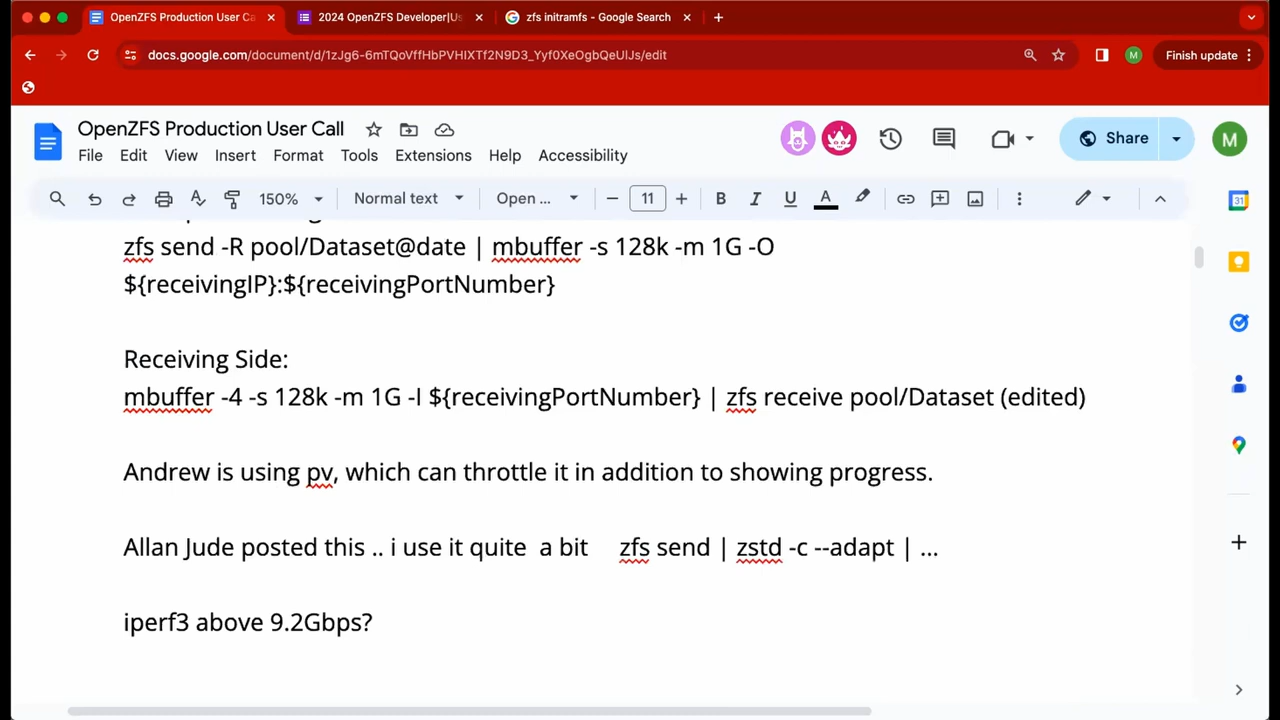 OpenZFS Production User Ca
2024 OpenZFS Developer|Us
zfs initramfs - Google Search
docs.google.com/document/d/1zJg6-6mTQoVffHbPVHIXTf2N9D3_Yyf0XeOgbQeUlJs/edit
M
Finish update
OpenZFS Production User Call
Share
M
File Edit View Insert Format Tools Extensions Help Accessibility
150% Normal text Open ... 11 B I U A
31
zfs send -R pool/Dataset@date | mbuffer -s 128k -m 1G -O
${receivingIP}:${receivingPortNumber}
Receiving Side:
mbuffer -4 -s 128k -m 1G -I ${receivingPortNumber} | zfs receive pool/Dataset (edited)
Andrew is using pv, which can throttle it in addition to showing progress.
Allan Jude posted this .. i use it quite a bit zfs send | zstd -c --adapt | ...
iperf3 above 9.2Gbps?